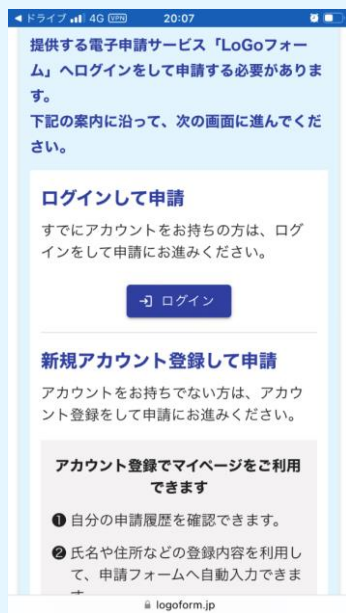 ◀ドライブ 4G VPN 20:07
提供する電子申請サービス「LoGoフォー
ム」へログインをして申請する必要がありま
す。
下記の案内に沿って、次の画面に進んでくだ
さい。
ログインして申請
すでにアカウントをお持ちの方は、ログ
インをして申請にお進みください。
ログイン
新規アカウント登録して申請
アカウントをお持ちでない方は、アカウ
ント登録をして申請にお進みください。
アカウント登録でマイページをご利用
できます
❶ 自分の申請履歴を確認できます。
❷ 氏名や住所などの登録内容を利用し
て、申請フォームへ自動入力できま
す
logoform.jp